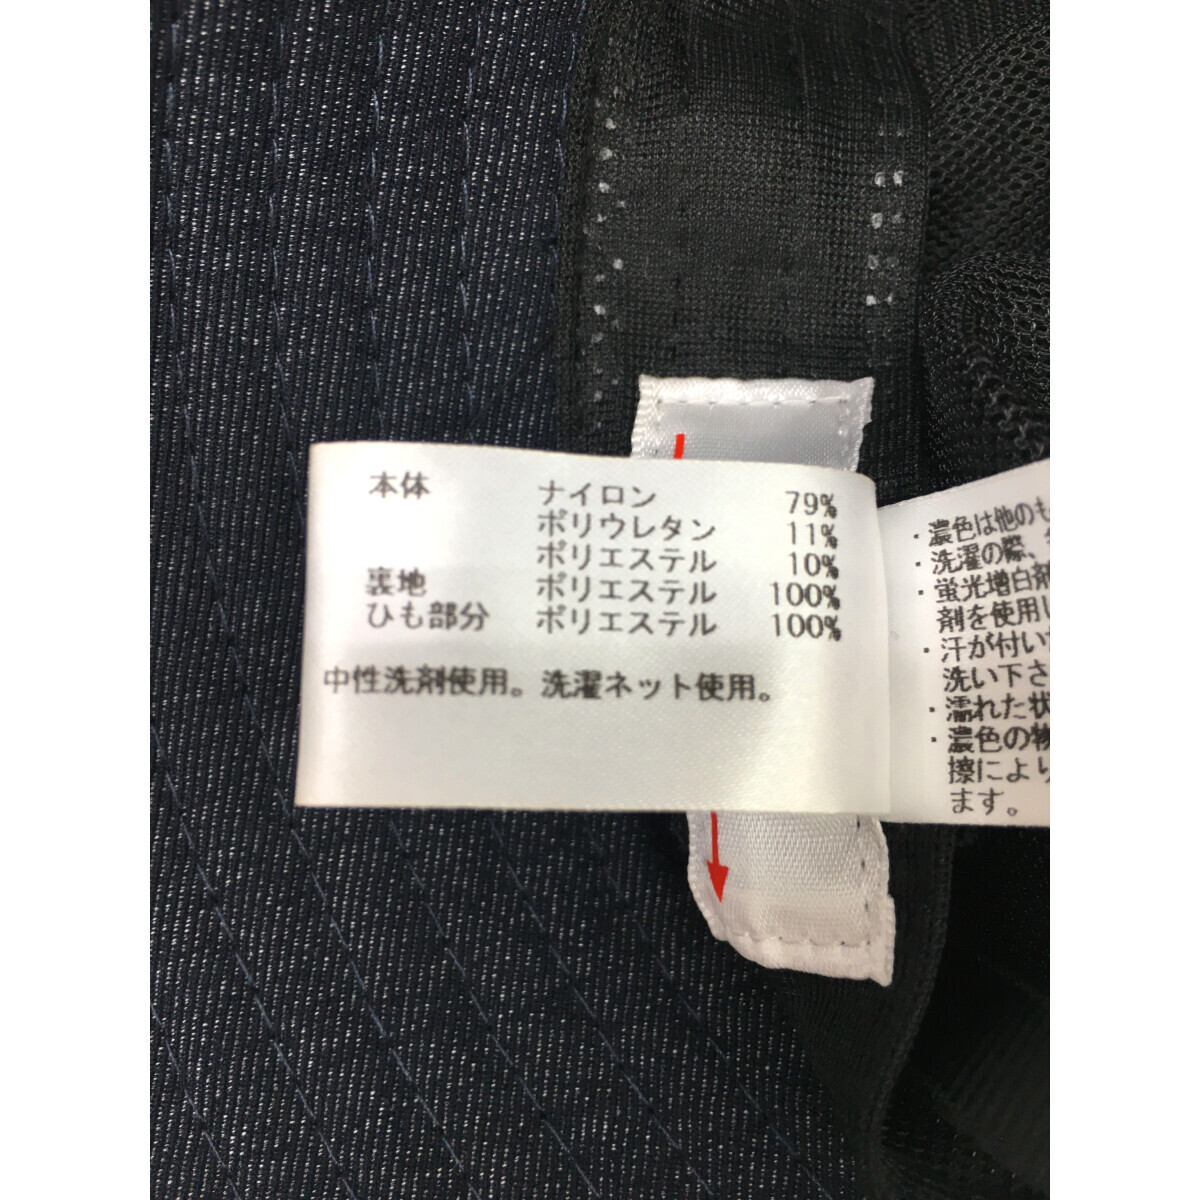 本体 ナイロン 79%
ポリウレタン 11%
ポリエステル 10%
裏地 ポリエステル 100%
ひも部分 ポリエステル 100%
中性洗剤使用。洗濯ネット使用。
・濃色は他のも
・洗濯の際、
・蛍光増白剤
剤を使用し
・汗が付い
洗い下さ
・濡れた状
・濃色の物
擦により
ます。